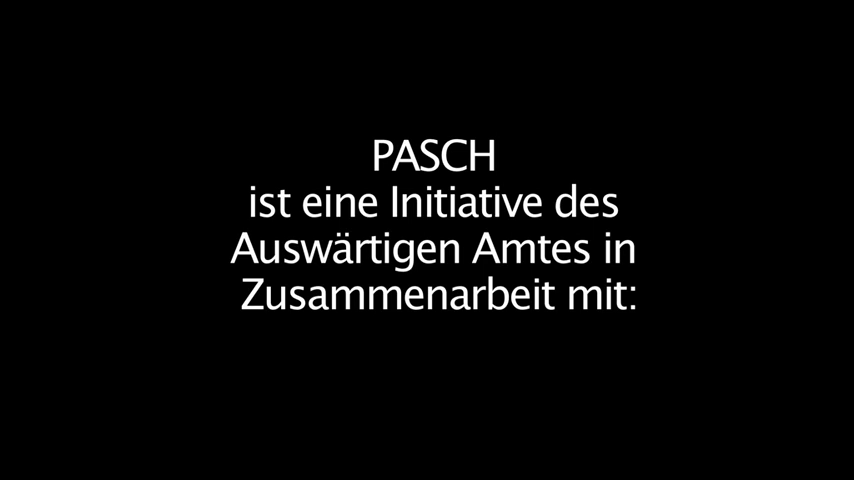 PASCH
ist eine Initiative des
Auswärtigen Amtes in
Zusammenarbeit mit: